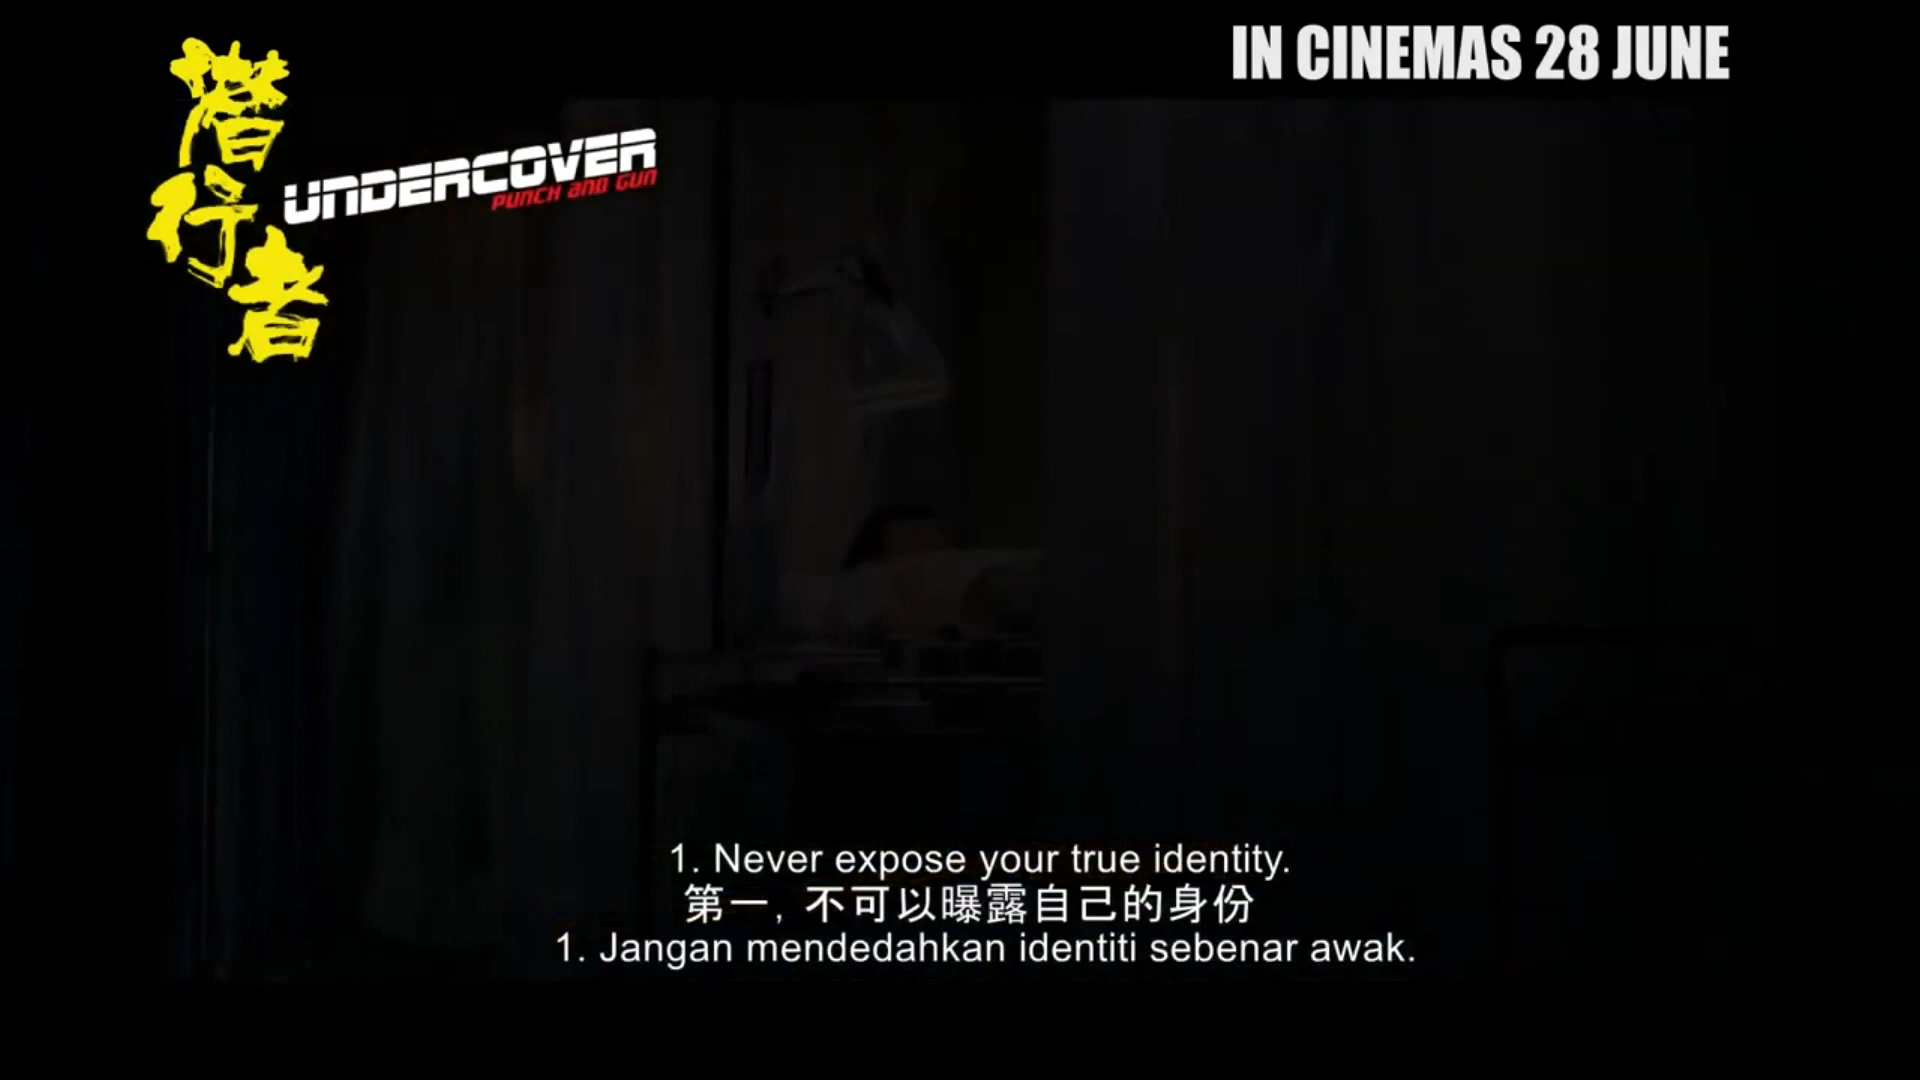 潜行者
UNDERCOVER
PUNCH AND GUN
IN CINEMAS 28 JUNE
1. Never expose your true identity.
第一, 不可以曝露自己的身份
1. Jangan mendedahkan identiti sebenar awak.